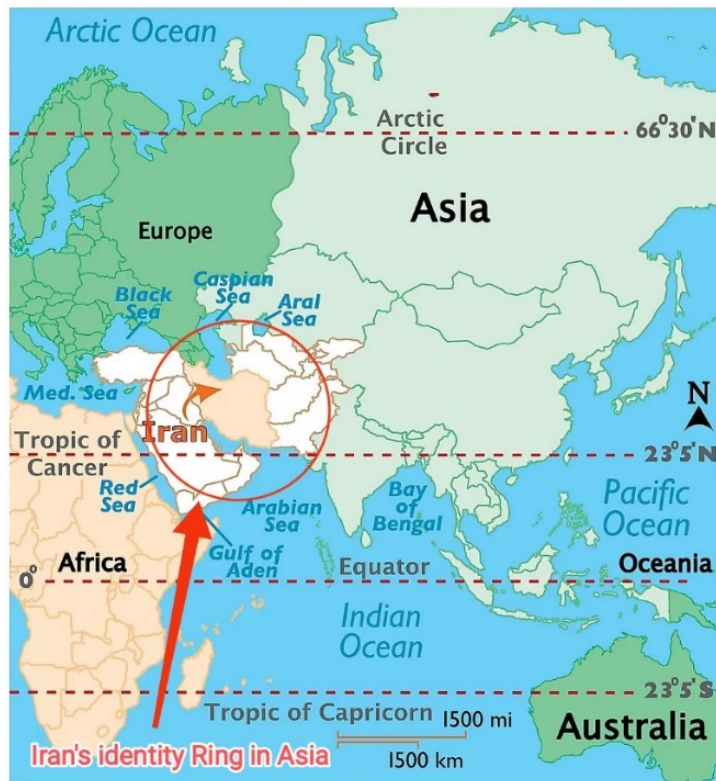 Arctic Ocean
Arctic
Circle
66°30'N
Asia
Europe
Black
Sea
Caspian
Sea
Aral
Sea
Med. Sea
Iran
N
Tropic of
Cancer
23°5'N
Red
Sea
Arabian
Sea
Bay
of
Bengal
Pacific
Ocean
Gulf of
Aden
Africa
Equator
Oceania
0°
Indian
Ocean
23°5'S
Tropic of Capricorn
1500 mi
1500 km
Australia
Iran's identity Ring in Asia